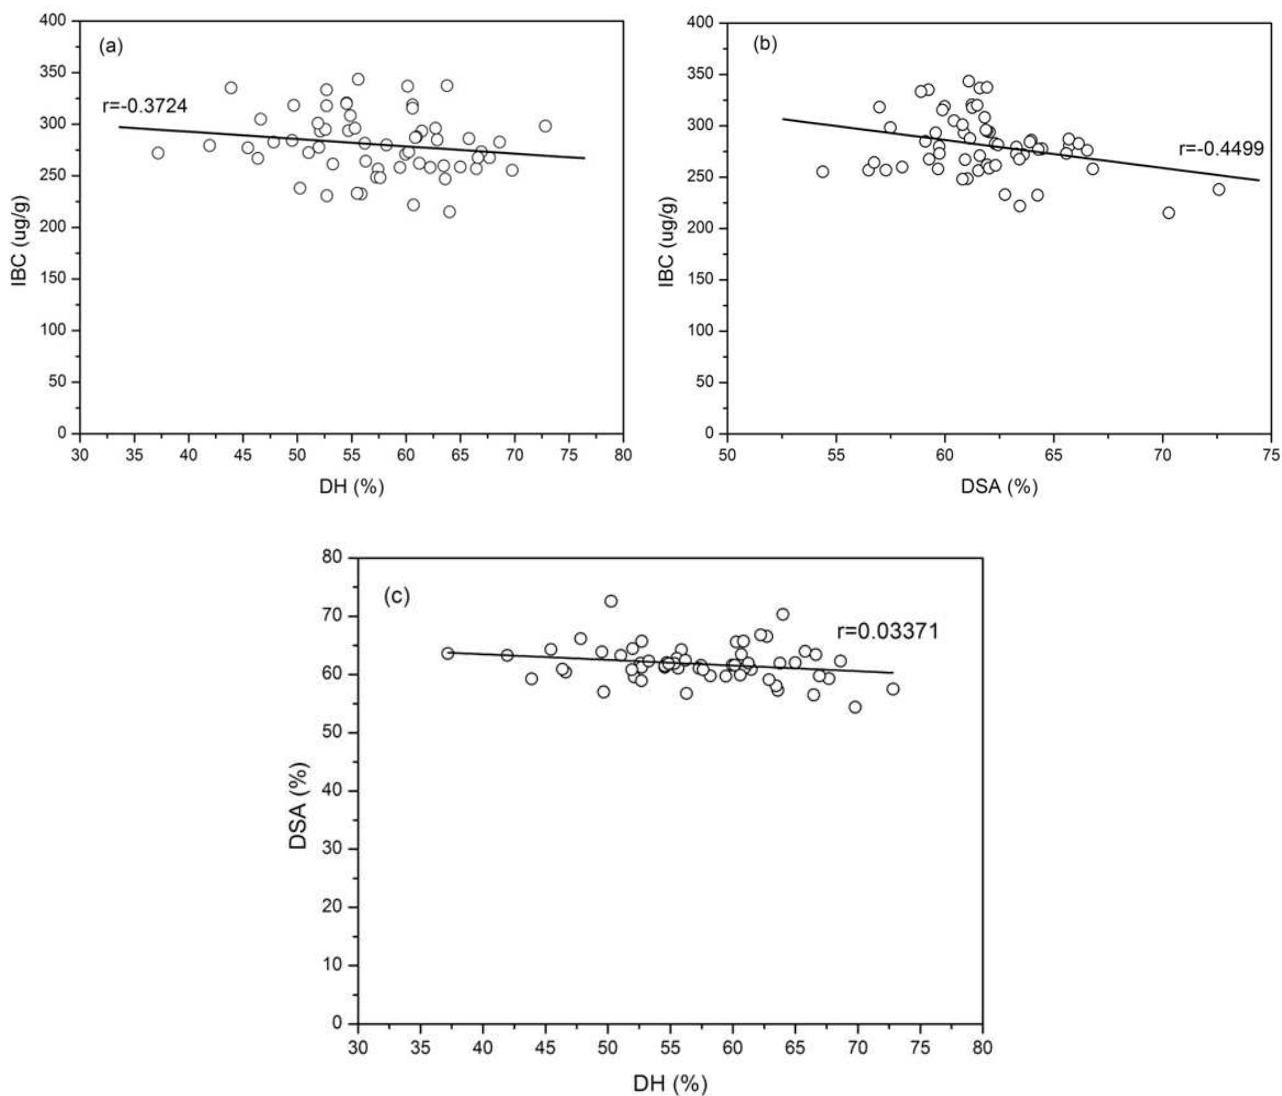 (a)
r=-0.3724
400
350
300
250
200
150
100
50
0
IBC (ug/g)
30 35 40 45 50 55 60 65 70 75 80
DH (%)
(b)
r=-0.4499
400
350
300
250
200
150
100
50
0
IBC (ug/g)
50 55 60 65 70 75
DSA (%)
(c)
r=0.03371
80
70
60
50
40
30
20
10
0
DSA (%)
30 35 40 45 50 55 60 65 70 75 80
DH (%)